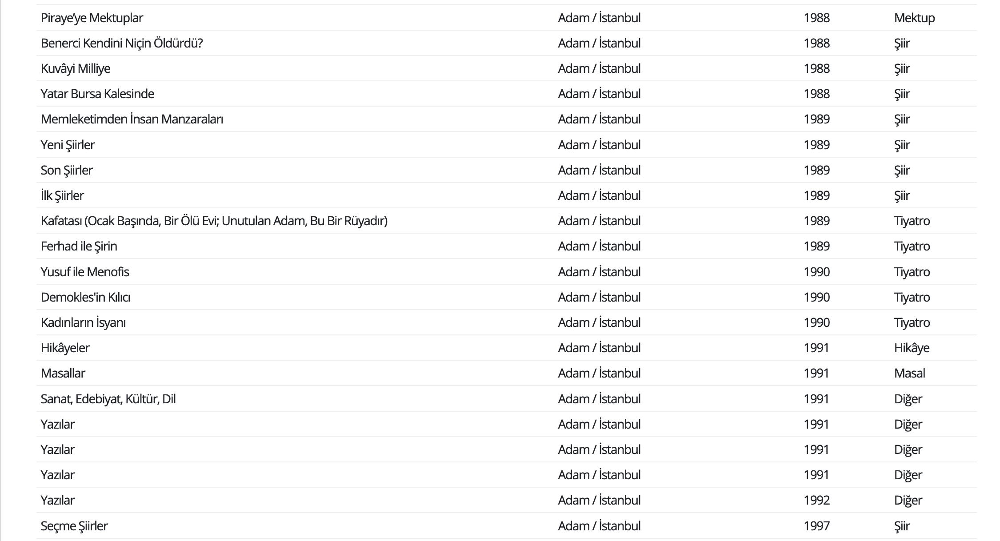 Piraye’ye Mektuplar Adam / İstanbul 1988 Mektup
Benerci Kendini Niçin Öldürdü? Adam / İstanbul 1988 Şiir
Kuvâyi Milliye Adam / İstanbul 1988 Şiir
Yatar Bursa Kalesinde Adam / İstanbul 1988 Şiir
Memleketimden İnsan Manzaraları Adam / İstanbul 1989 Şiir
Yeni Şiirler Adam / İstanbul 1989 Şiir
Son Şiirler Adam / İstanbul 1989 Şiir
İlk Şiirler Adam / İstanbul 1989 Şiir
Kafatası (Ocak Başında, Bir Ölü Evi; Unutulan Adam, Bu Bir Rüyadır) Adam / İstanbul 1989 Tiyatro
Ferhad ile Şirin Adam / İstanbul 1989 Tiyatro
Yusuf ile Menofis Adam / İstanbul 1990 Tiyatro
Demokles'in Kılıcı Adam / İstanbul 1990 Tiyatro
Kadınların İsyanı Adam / İstanbul 1990 Tiyatro
Hikâyeler Adam / İstanbul 1991 Hikâye
Masallar Adam / İstanbul 1991 Masal
Sanat, Edebiyat, Kültür, Dil Adam / İstanbul 1991 Diğer
Yazılar Adam / İstanbul 1991 Diğer
Yazılar Adam / İstanbul 1991 Diğer
Yazılar Adam / İstanbul 1991 Diğer
Yazılar Adam / İstanbul 1992 Diğer
Seçme Şiirler Adam / İstanbul 1997 Şiir